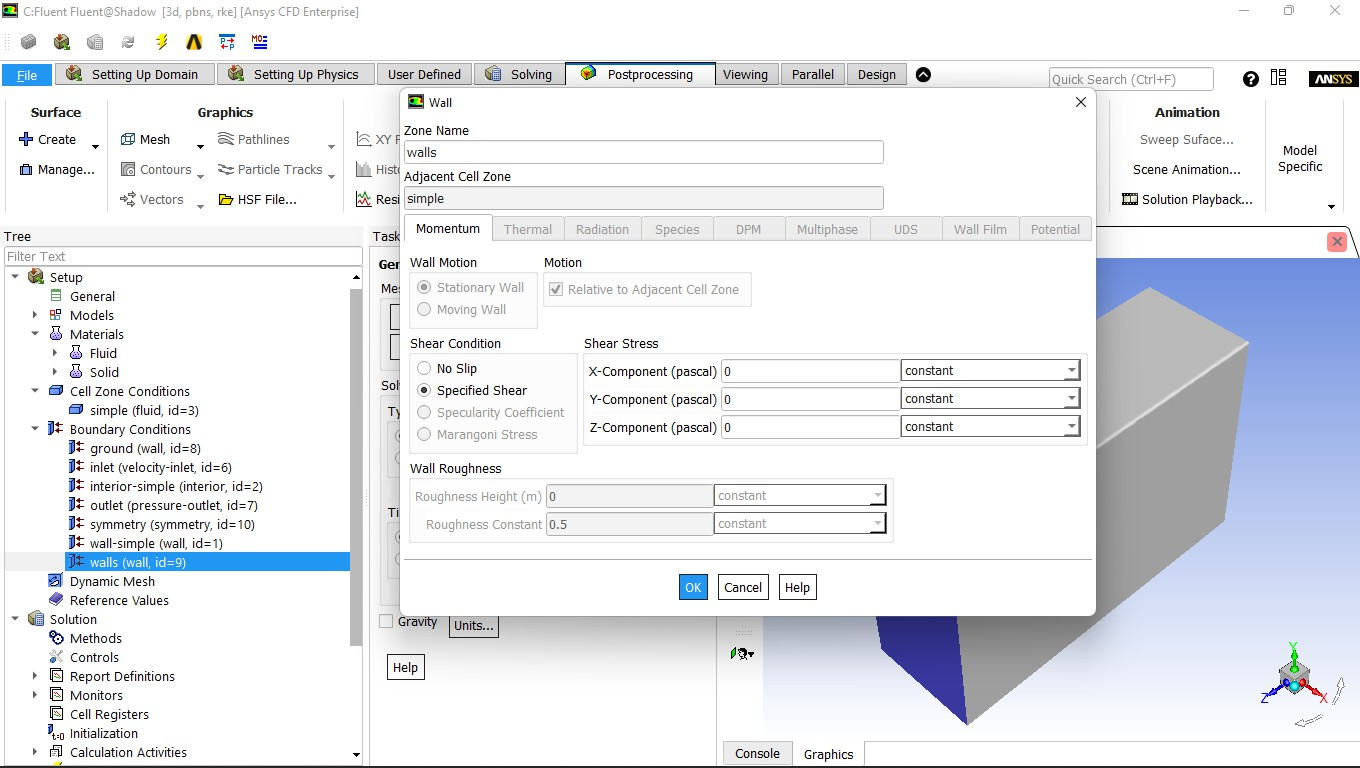 C:Fluent Fluent@Shadow [3d, pbns, rke] [Ansys CFD Enterprise]
File
Setting Up Domain
Setting Up Physics
User Defined
Solving
Postprocessing
Viewing
Parallel
Design
Quick Search (Ctrl+F)
ANSYS
Surface
Create
Manage...
Graphics
Mesh
Pathlines
Contours
Particle Tracks
Vectors
HSF File...
XY
Animation
Sweep Suface...
Scene Animation...
Solution Playback...
Model
Specific
Tree
Filter Text
Setup
General
Models
Materials
Fluid
Solid
Cell Zone Conditions
simple (fluid, id=3)
Boundary Conditions
ground (wall, id=8)
inlet (velocity-inlet, id=6)
interior-simple (interior, id=2)
outlet (pressure-outlet, id=7)
symmetry (symmetry, id=10)
wall-simple (wall, id=1)
walls (wall, id=9)
Dynamic Mesh
Reference Values
Solution
Methods
Controls
Report Definitions
Monitors
Cell Registers
Initialization
Calculation Activities
Wall
Zone Name
walls
Adjacent Cell Zone
simple
Momentum
Thermal
Radiation
Species
DPM
Multiphase
UDS
Wall Film
Potential
Wall Motion
Stationary Wall
Moving Wall
Motion
Relative to Adjacent Cell Zone
Shear Condition
No Slip
Specified Shear
Specularity Coefficient
Marangoni Stress
Shear Stress
X-Component (pascal) 0 constant
Y-Component (pascal) 0 constant
Z-Component (pascal) 0 constant
Wall Roughness
Roughness Height (m) 0 constant
Roughness Constant 0.5 constant
OK
Cancel
Help
Gravity
Units...
Help
Y
Z
X
Console
Graphics